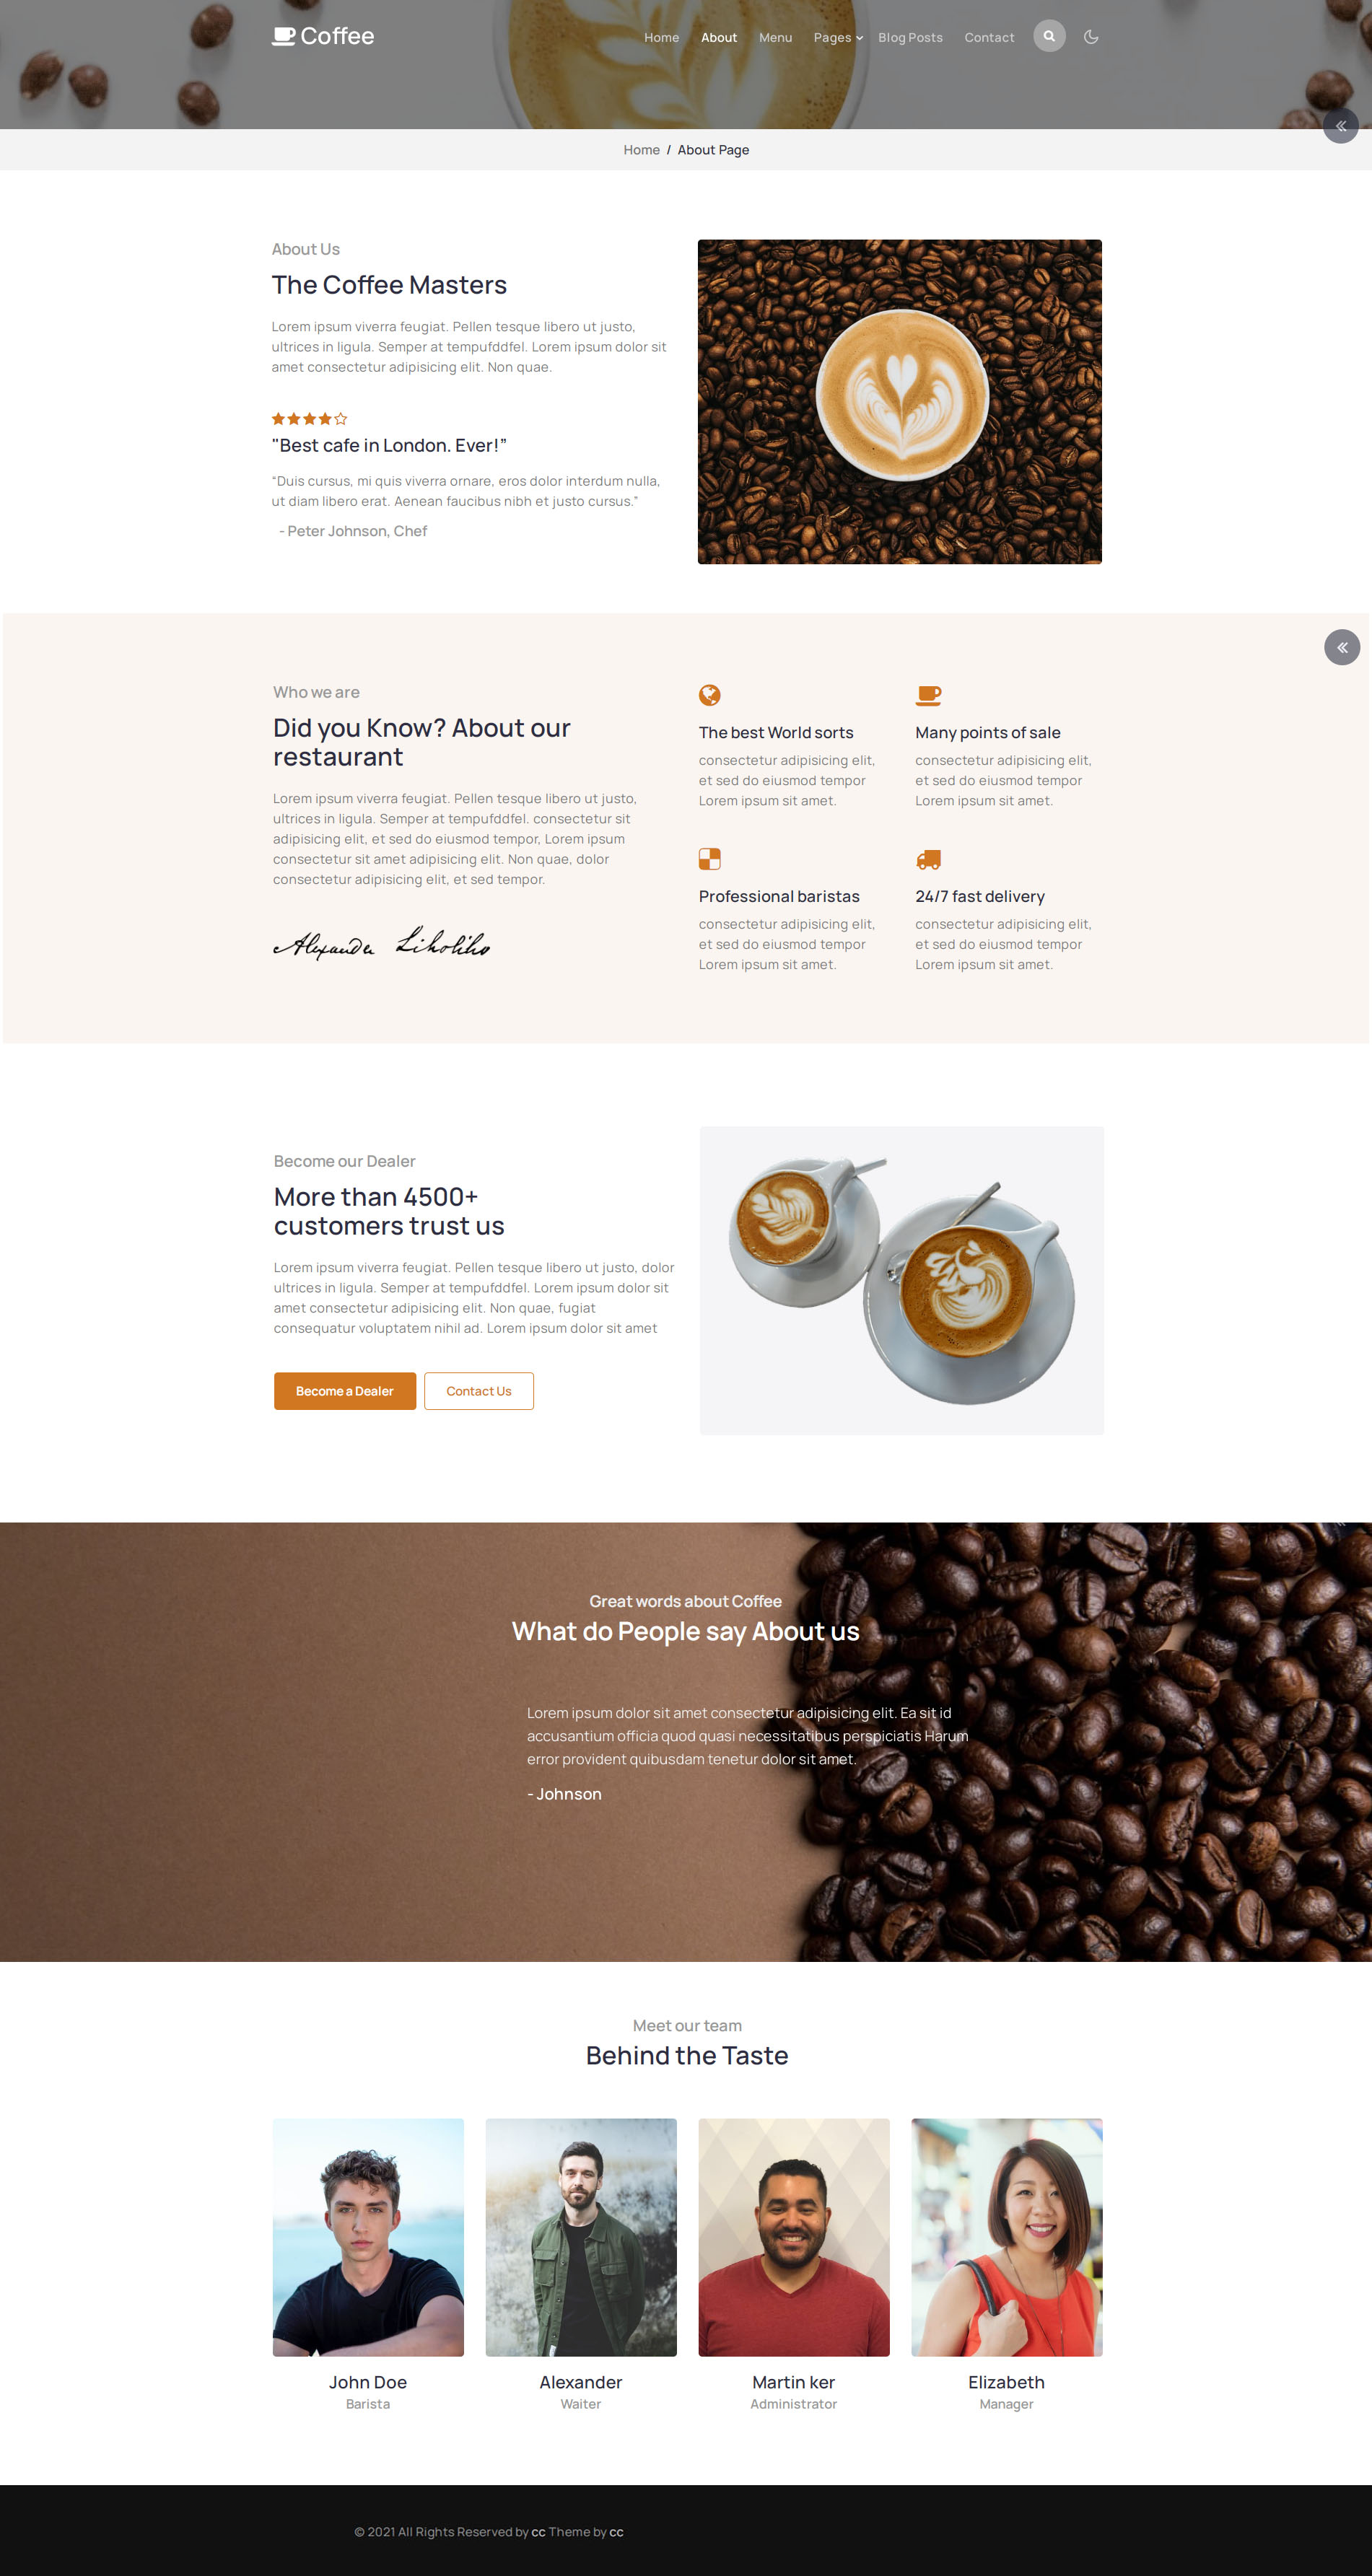 Coffee
Home About Menu Pages Blog Posts Contact
Home / About Page
About Us
The Coffee Masters
Lorem ipsum viverra feugiat. Pellen tesque libero ut justo,
ultrices in ligula. Semper at tempufddfel. Lorem ipsum dolor sit
amet consectetur adipisicing elit. Non quae.
"Best cafe in London. Ever!”
“Duis cursus, mi quis viverra ornare, eros dolor interdum nulla,
ut diam libero erat. Aenean faucibus nibh et justo cursus.”
- Peter Johnson, Chef
Who we are
Did you Know? About our
restaurant
Lorem ipsum viverra feugiat. Pellen tesque libero ut justo,
ultrices in ligula. Semper at tempufddfel. consectetur sit
adipisicing elit, et sed do eiusmod tempor, Lorem ipsum
consectetur sit amet adipisicing elit. Non quae, dolor
consectetur adipisicing elit, et sed tempor.
Alexander Liholiho
The best World sorts
consectetur adipisicing elit,
et sed do eiusmod tempor
Lorem ipsum sit amet.
Many points of sale
consectetur adipisicing elit,
et sed do eiusmod tempor
Lorem ipsum sit amet.
Professional baristas
consectetur adipisicing elit,
et sed do eiusmod tempor
Lorem ipsum sit amet.
24/7 fast delivery
consectetur adipisicing elit,
et sed do eiusmod tempor
Lorem ipsum sit amet.
Become our Dealer
More than 4500+
customers trust us
Lorem ipsum viverra feugiat. Pellen tesque libero ut justo, dolor
ultrices in ligula. Semper at tempufddfel. Lorem ipsum dolor sit
amet consectetur adipisicing elit. Non quae, fugiat
consequatur voluptatem nihil ad. Lorem ipsum dolor sit amet
Become a Dealer Contact Us
Great words about Coffee
What do People say About us
Lorem ipsum dolor sit amet consectetur adipisicing elit. Ea sit id
accusantium officia quod quasi necessitatibus perspiciatis Harum
error provident quibusdam tenetur dolor sit amet.
- Johnson
Meet our team
Behind the Taste
John Doe
Barista
Alexander
Waiter
Martin ker
Administrator
Elizabeth
Manager
© 2021 All Rights Reserved by cc Theme by cc